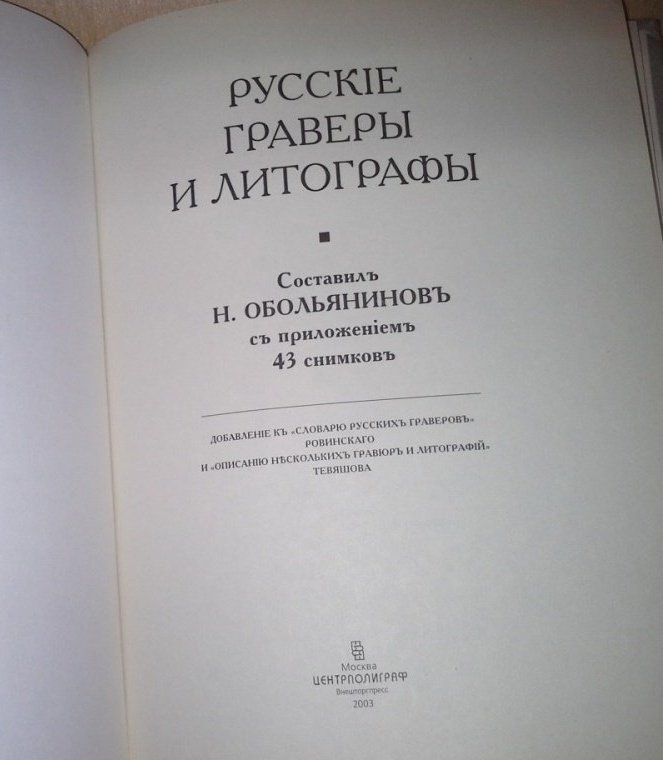 РУССКІЕ
ГРАВЕРЫ
И ЛИТОГРАФЫ
Составилъ
Н. ОБОЛЬЯНИНОВЪ
съ приложеніемъ
43 снимковъ
ДОБАВЛЕНІЕ КЪ «СЛОВАРЮ РУССКИХЪ ГРАВЕРОВЪ»
РОВИНСКАГО
И «ОПИСАНІЮ НѢСКОЛЬКИХЪ ГРАВЮРЪ И ЛИТОГРАФІЙ»
ТЕВЯШОВА
Москва
ЦЕНТРПОЛИГРАФ
Внешторгпресс
2003